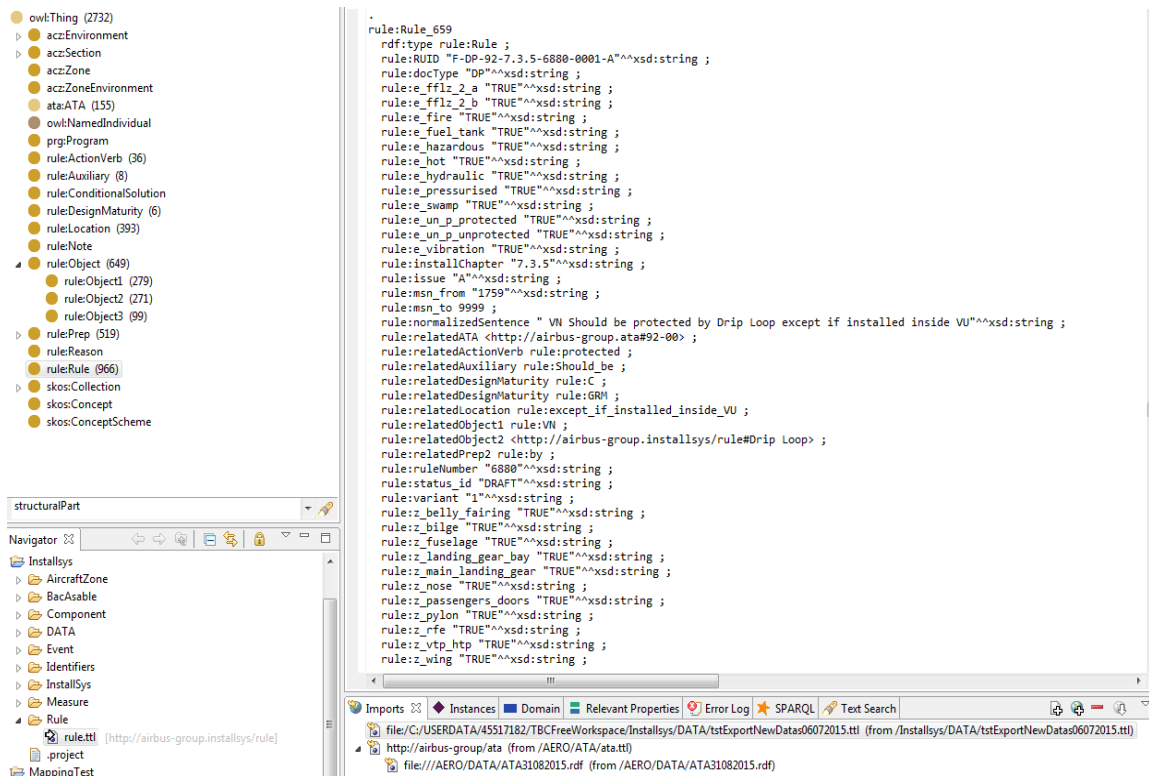 owl:Thing (2732)
acz:Environment
acz:Section
acz:Zone
acz:ZoneEnvironment
ata:ATA (155)
owl:NamedIndividual
prg:Program
rule:ActionVerb (36)
rule:Auxiliary (8)
rule:ConditionalSolution
rule:DesignMaturity (6)
rule:Location (393)
rule:Note
rule:Object (649)
rule:Object1 (279)
rule:Object2 (271)
rule:Object3 (99)
rule:Prep (519)
rule:Reason
rule:Rule (966)
skos:Collection
skos:Concept
skos:ConceptScheme
structuralPart
Navigator
Installsys
AircraftZone
BacAsable
Component
DATA
Event
Identifiers
InstallSys
Measure
Rule
rule.ttl [http://airbus-group.installsys/rule]
.project
MappingTest
.
rule:Rule_659
rdf:type rule:Rule ;
rule:RUID "F-DP-92-7.3.5-6880-0001-A"^^xsd:string ;
rule:docType "DP"^^xsd:string ;
rule:e_fflz_2_a "TRUE"^^xsd:string ;
rule:e_fflz_2_b "TRUE"^^xsd:string ;
rule:e_fire "TRUE"^^xsd:string ;
rule:e_fuel_tank "TRUE"^^xsd:string ;
rule:e_hazardous "TRUE"^^xsd:string ;
rule:e_hot "TRUE"^^xsd:string ;
rule:e_hydraulic "TRUE"^^xsd:string ;
rule:e_pressurised "TRUE"^^xsd:string ;
rule:e_swamp "TRUE"^^xsd:string ;
rule:e_un_p_protected "TRUE"^^xsd:string ;
rule:e_un_p_unprotected "TRUE"^^xsd:string ;
rule:e_vibration "TRUE"^^xsd:string ;
rule:installChapter "7.3.5"^^xsd:string ;
rule:issue "A"^^xsd:string ;
rule:msn_from "1759"^^xsd:string ;
rule:msn_to 9999 ;
rule:normalizedSentence " VN Should be protected by Drip Loop except if installed inside VU"^^xsd:string ;
rule:relatedATA <http://airbus-group.ata#92-00> ;
rule:relatedActionVerb rule:protected ;
rule:relatedAuxiliary rule:Should_be ;
rule:relatedDesignMaturity rule:C ;
rule:relatedDesignMaturity rule:GRM ;
rule:relatedLocation rule:except_if_installed_inside_VU ;
rule:relatedObject1 rule:VN ;
rule:relatedObject2 <http://airbus-group.installsys/rule#Drip Loop> ;
rule:relatedPrep2 rule:by ;
rule:ruleNumber "6880"^^xsd:string ;
rule:status_id "DRAFT"^^xsd:string ;
rule:variant "1"^^xsd:string ;
rule:z_belly_fairing "TRUE"^^xsd:string ;
rule:z_bilge "TRUE"^^xsd:string ;
rule:z_fuselage "TRUE"^^xsd:string ;
rule:z_landing_gear_bay "TRUE"^^xsd:string ;
rule:z_main_landing_gear "TRUE"^^xsd:string ;
rule:z_nose "TRUE"^^xsd:string ;
rule:z_passengers_doors "TRUE"^^xsd:string ;
rule:z_pylon "TRUE"^^xsd:string ;
rule:z_rfe "TRUE"^^xsd:string ;
rule:z_vtp_htp "TRUE"^^xsd:string ;
rule:z_wing "TRUE"^^xsd:string ;
Imports Instances Domain Relevant Properties Error Log SPARQL Text Search
file:/C:/USERDATA/45517182/TBCFreeWorkspace/Installsys/DATA/tstExportNewDatas06072015.ttl (from /Installsys/DATA/tstExportNewDatas06072015.ttl)
http://airbus-group/ata (from /AERO/ATA/ata.ttl)
file:///AERO/DATA/ATA31082015.rdf (from /AERO/DATA/ATA31082015.rdf)